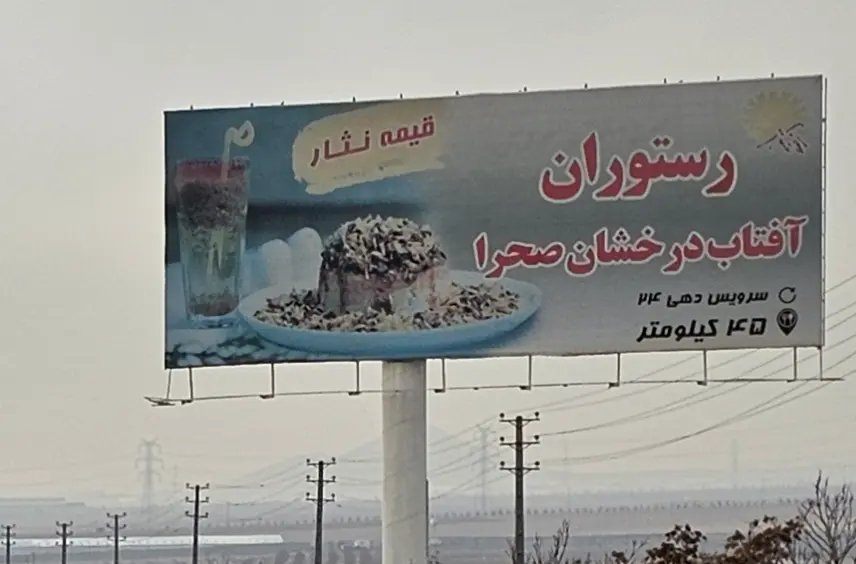 قیمه نثار
رستوران
آفتاب درخشان صحرا
سرویس دهی ۲۴
۴۵ کیلومتر